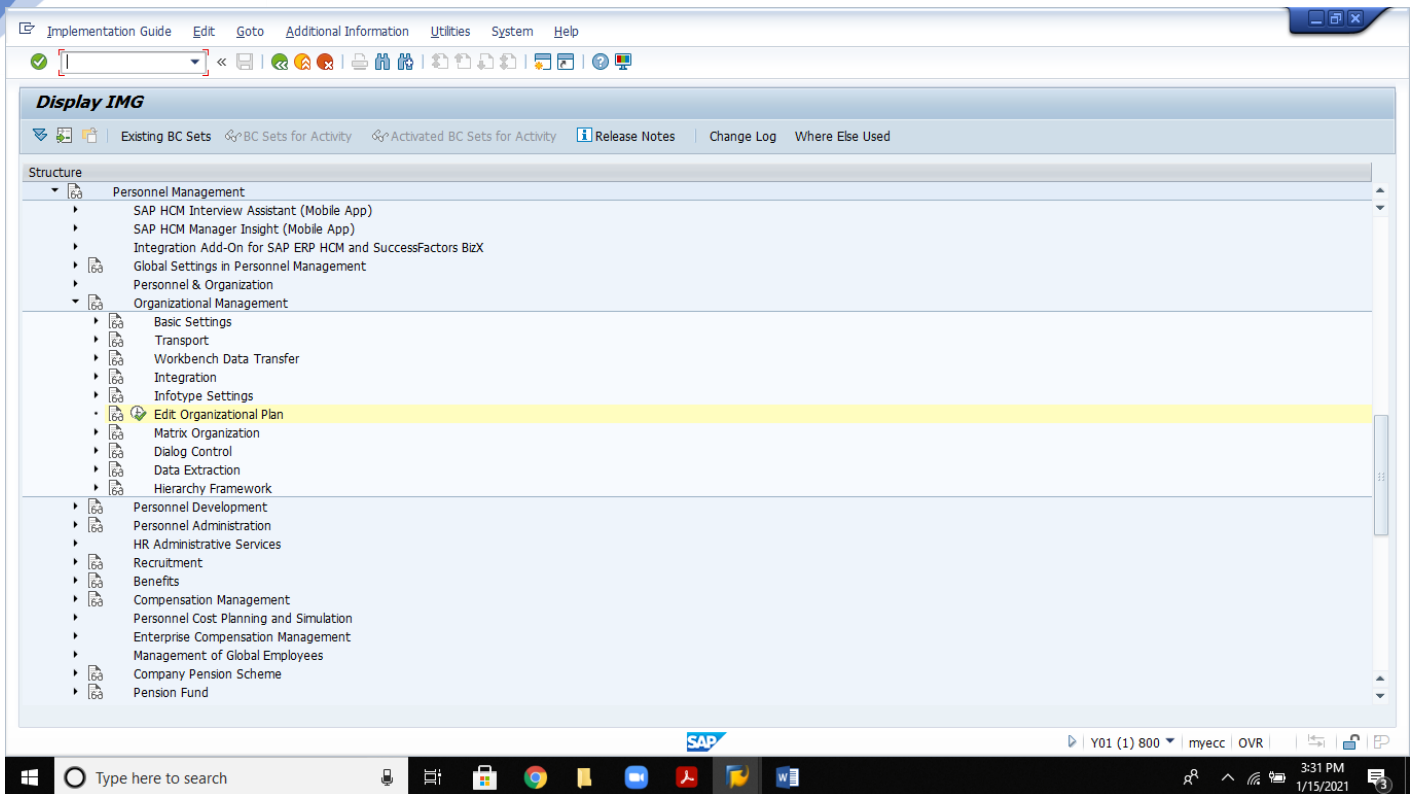 Implementation Guide Edit Goto Additional Information Utilities System Help
Display IMG
Existing BC Sets BC Sets for Activity Activated BC Sets for Activity Release Notes Change Log Where Else Used
Structure
Personnel Management
SAP HCM Interview Assistant (Mobile App)
SAP HCM Manager Insight (Mobile App)
Integration Add-On for SAP ERP HCM and SuccessFactors BizX
Global Settings in Personnel Management
Personnel & Organization
Organizational Management
Basic Settings
Transport
Workbench Data Transfer
Integration
Infotype Settings
Edit Organizational Plan
Matrix Organization
Dialog Control
Data Extraction
Hierarchy Framework
Personnel Development
Personnel Administration
HR Administrative Services
Recruitment
Benefits
Compensation Management
Personnel Cost Planning and Simulation
Enterprise Compensation Management
Management of Global Employees
Company Pension Scheme
Pension Fund
SAP Y01 (1) 800 myecc OVR
Type here to search 3:31 PM
1/15/2021 3